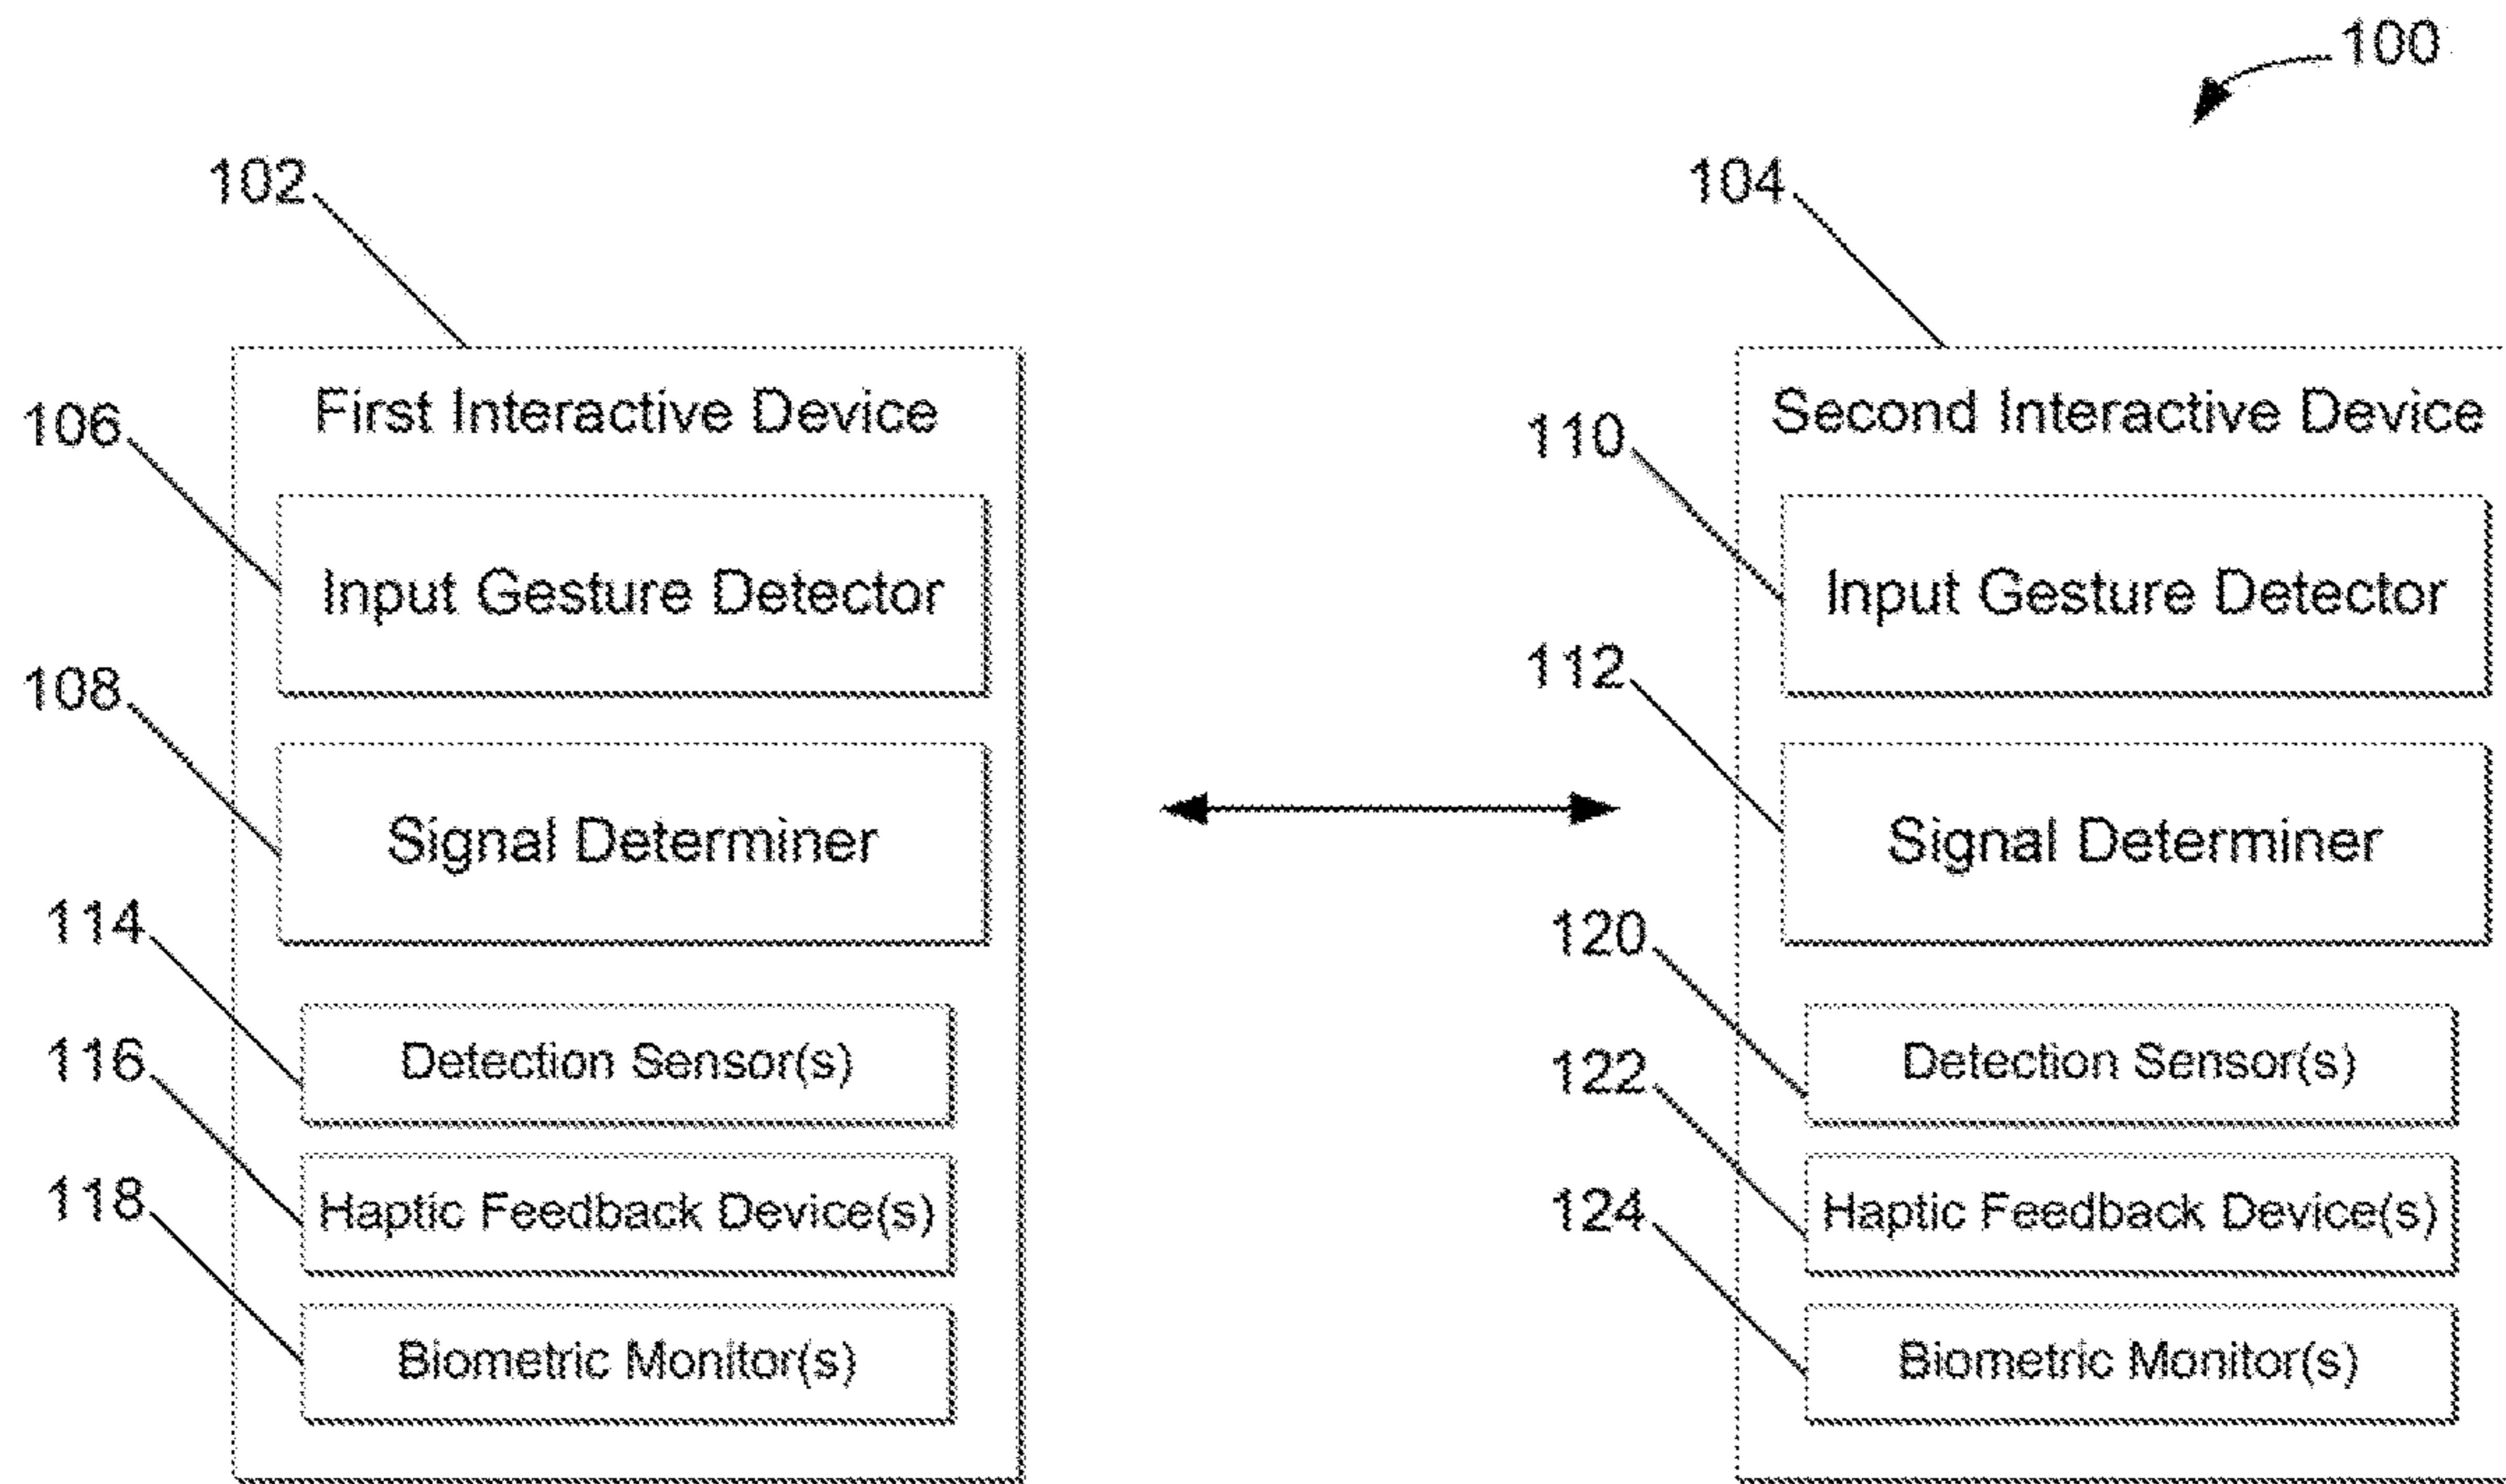 100
102
104
First Interactive Device
106
Input Gesture Detector
108
Signal Determiner
114
Detection Sensor(s)
116
Haptic Feedback Device(s)
118
Biometric Monitor(s)
Second Interactive Device
110
Input Gesture Detector
112
Signal Determiner
120
Detection Sensor(s)
122
Haptic Feedback Device(s)
124
Biometric Monitor(s)